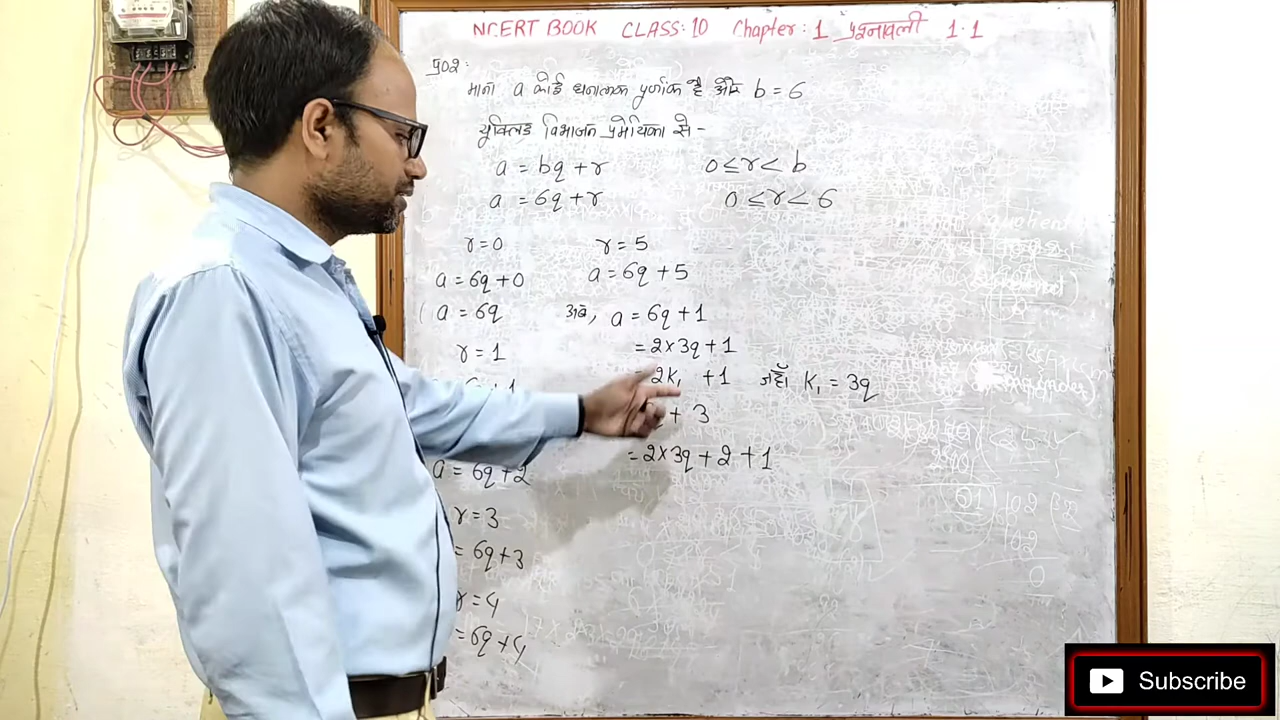 NCERT BOOK CLASS: 10 Chapter: 1 प्रश्नावली 1.1
प्र०2:
माना a कोई धनात्मक पूर्णांक है और b = 6
युक्लिड विभाजन प्रमेयिका से -
a = bq + r 0 ≤ r < b
a = 6q + r 0 ≤ r < 6
r = 0
a = 6q + 0
a = 6q
r = 1
a = 6q + 2
r = 3
= 6q + 3
r = 4
= 6q + 4
r = 5
a = 6q + 5
अब, a = 6q + 1
= 2 × 3q + 1
2K₁ + 1 जहाँ K₁ = 3q
+ 3
= 2 × 3q + 2 + 1
Subscribe